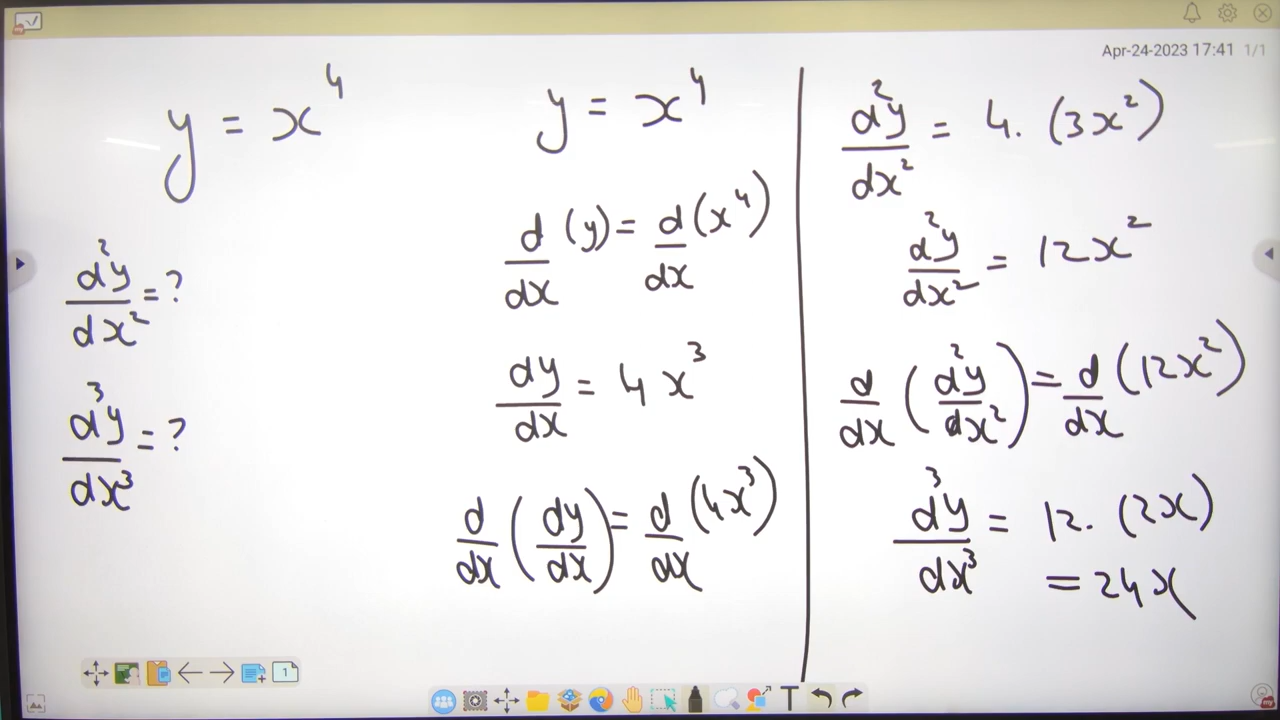 Apr-24-2023 17:41 1/1
y = x⁴
d²y/dx² = ?
d³y/dx³ = ?
y = x⁴
d/dx (y) = d/dx (x⁴)
dy/dx = 4x³
d/dx (dy/dx) = d/dx (4x³)
d²y/dx² = 4. (3x²)
d²y/dx² = 12x²
d/dx (d²y/dx²) = d/dx (12x²)
d³y/dx³ = 12. (2x)
= 24x
1
T